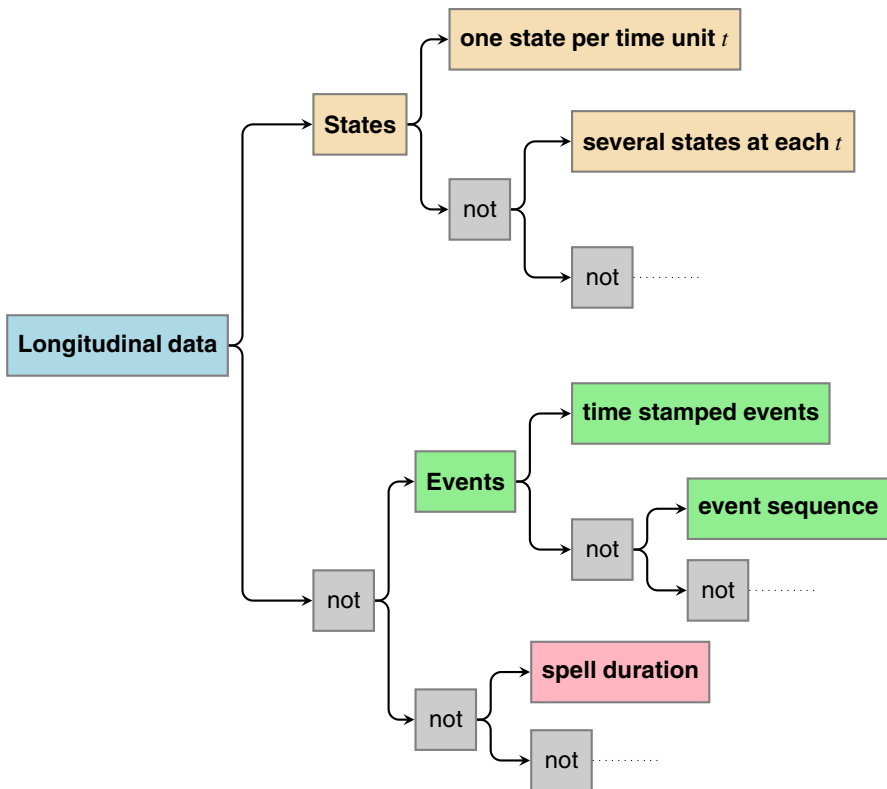 one state per time unit t
States
several states at each t
not
not
Longitudinal data
time stamped events
Events
event sequence
not
not
not
spell duration
not
not